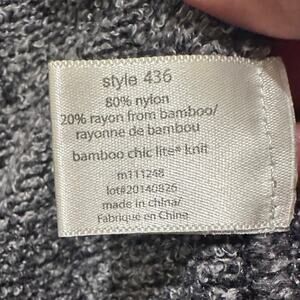 style 436
80% nylon
20% rayon from bamboo/
rayonne de bambou
bamboo chic lite® knit
m111248
lot#20140826
made in china/
Fabriqué en Chine